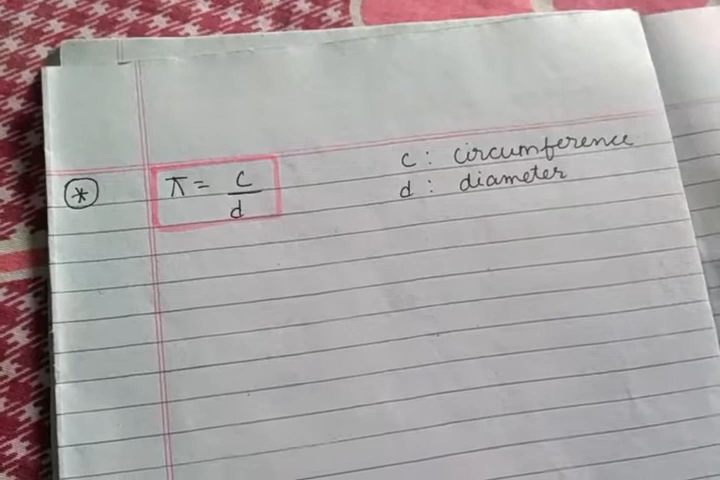 * π = c/d c : circumference
d : diameter